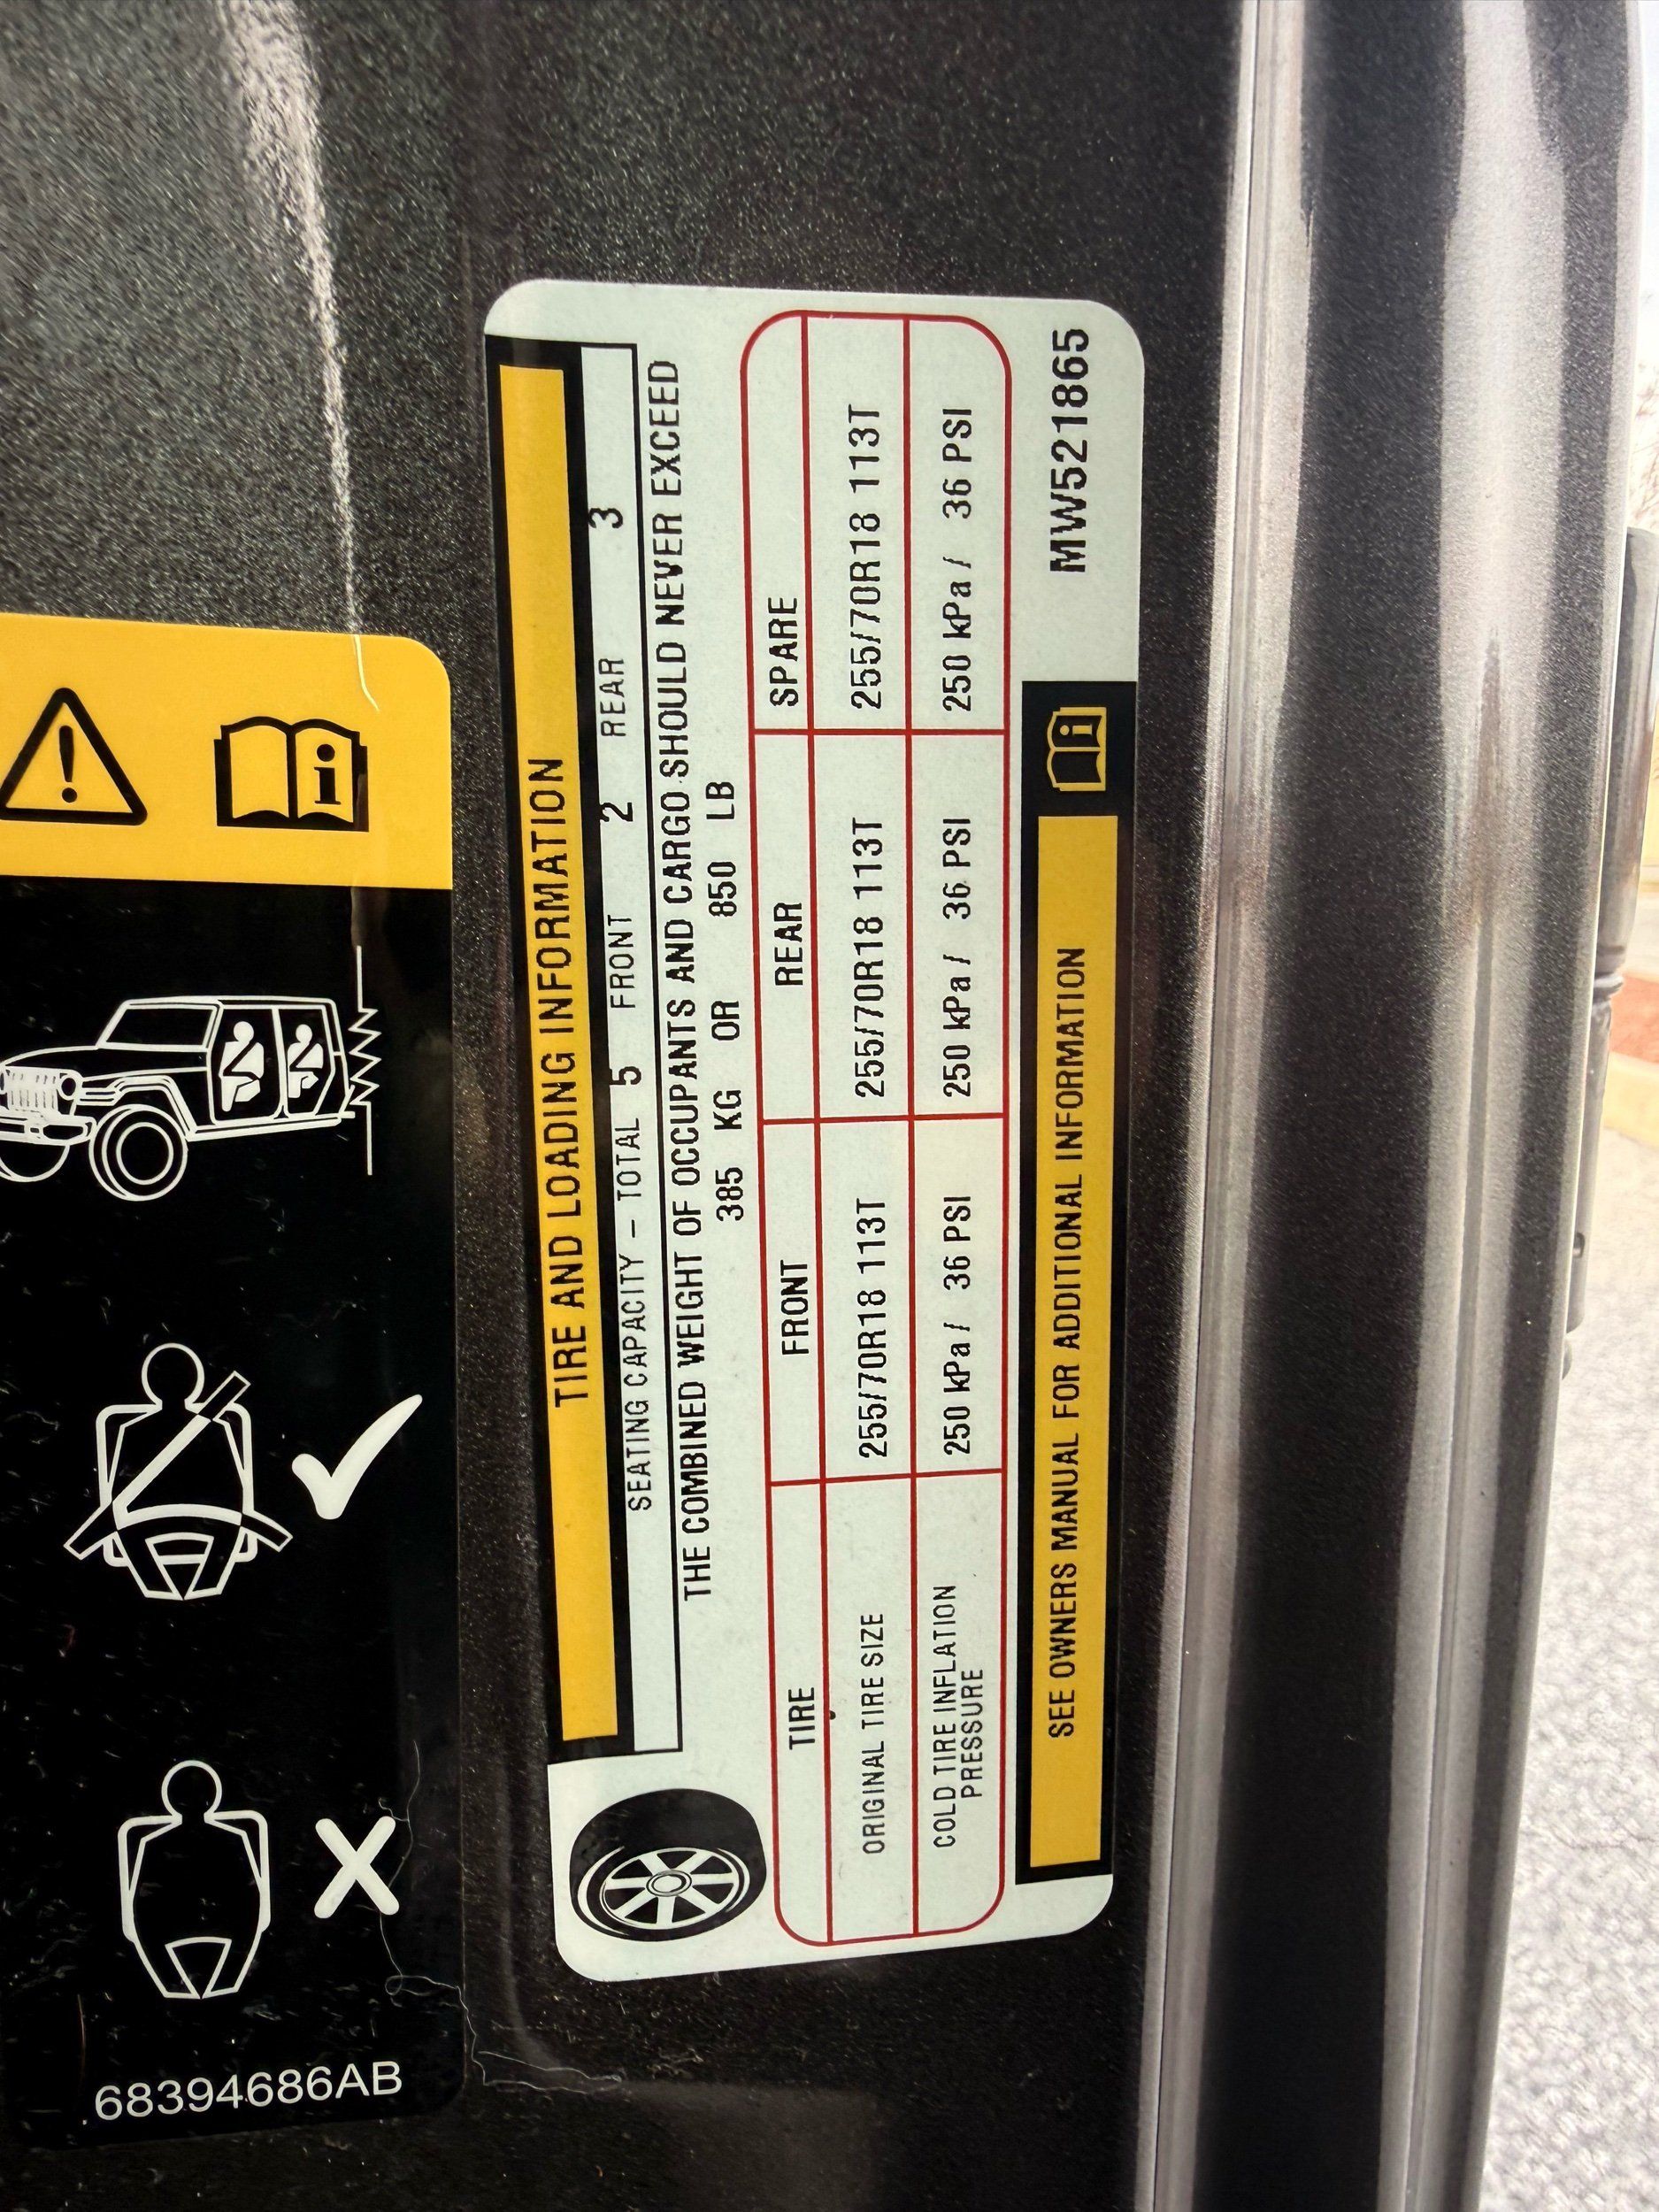 TIRE AND LOADING INFORMATION
SEATING CAPACITY – TOTAL 5 FRONT 2 REAR 3
THE COMBINED WEIGHT OF OCCUPANTS AND CARGO SHOULD NEVER EXCEED
385 KG OR 850 LB
TIRE FRONT REAR SPARE
ORIGINAL TIRE SIZE 255/70R18 113T 255/70R18 113T 255/70R18 113T
COLD TIRE INFLATION PRESSURE 250 kPa / 36 PSI 250 kPa / 36 PSI 250 kPa / 36 PSI
SEE OWNERS MANUAL FOR ADDITIONAL INFORMATION
MW521865
68394686AB